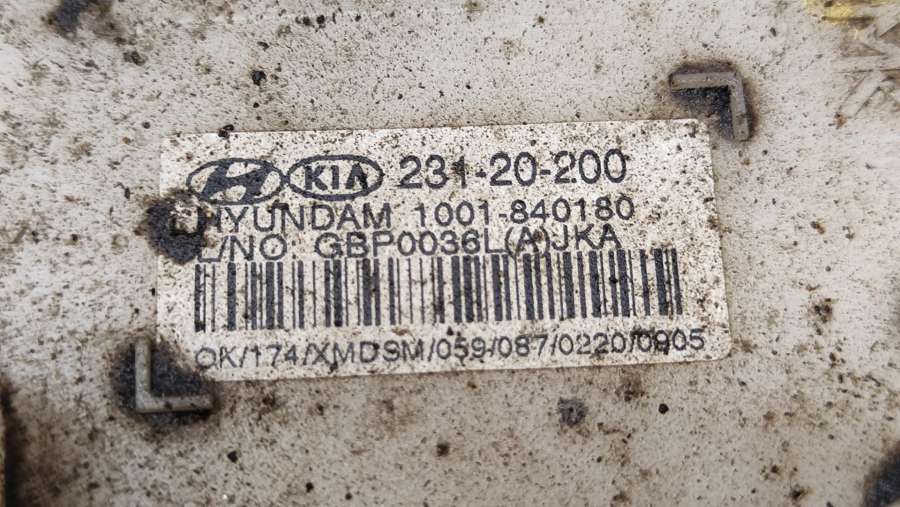 KIA 231-20-200
HYUNDAM 1001-840180
L/NO GBP0036L(A)JKA
OK/174/XMDSM/059/087/0220/0905